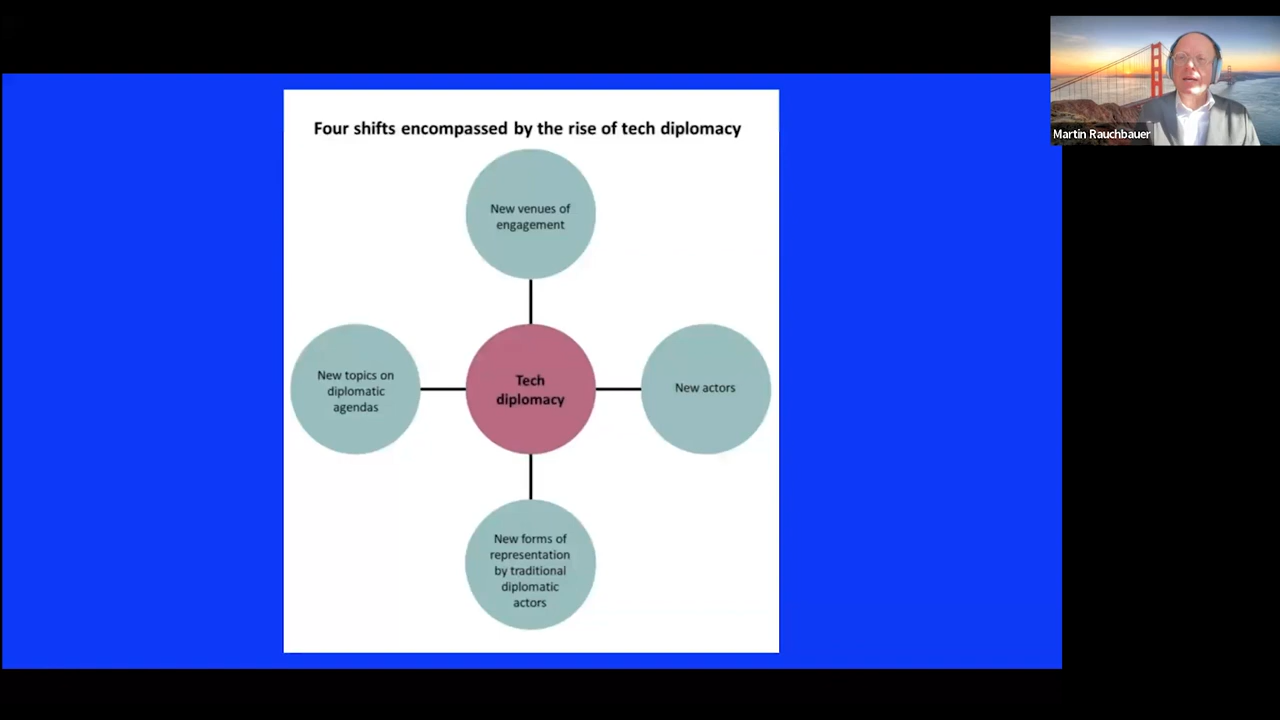 Four shifts encompassed by the rise of tech diplomacy
New venues of
engagement
New topics on
diplomatic
agendas
Tech
diplomacy
New actors
New forms of
representation
by traditional
diplomatic
actors
Martin Rauchbauer